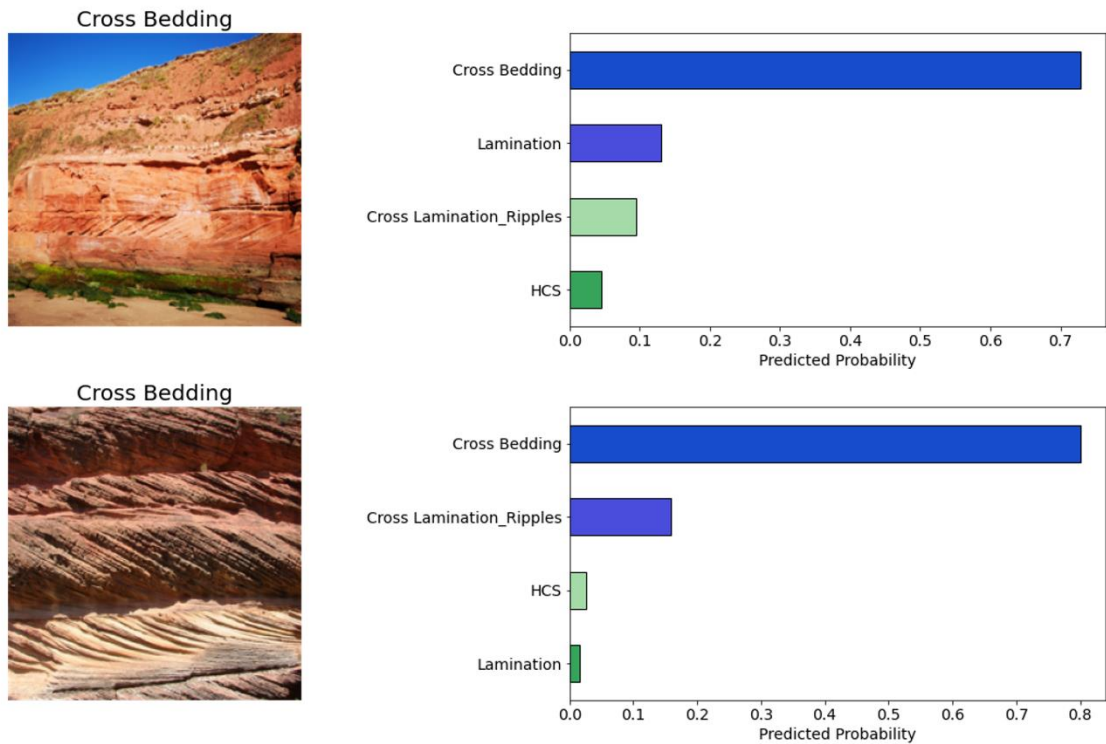 Cross Bedding
Cross Bedding
Lamination
Cross Lamination_Ripples
HCS
0.0 0.1 0.2 0.3 0.4 0.5 0.6 0.7
Predicted Probability
Cross Bedding
Cross Bedding
Cross Lamination_Ripples
HCS
Lamination
0.0 0.1 0.2 0.3 0.4 0.5 0.6 0.7 0.8
Predicted Probability